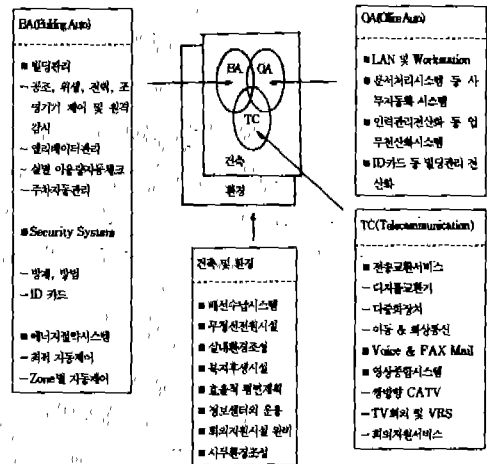 BA(Building Auto)
■ 빌딩관리
- 공조, 위생, 전력, 조
명기기 제어 및 원격
감시
- 엘리베이터관리
- 실별 이용량자동체크
- 주차자동관리
■ Security System
- 방재, 방범
- ID 카드
■ 에너지절약시스템
- 최적 자동제어
- Zone별 자동제어
BA
OA
TC
건축
환경
건축 및 환경
■ 배선수납시스템
■ 무정전전원시설
■ 실내환경조성
■ 복지후생시설
■ 효율적 평면계획
■ 정보센터의 운용
■ 회의지원시설 완비
■ 사무환경조성
OA(Office Auto)
■ LAN 및 Workstation
■ 문서처리시스템 등 사
무자동화 시스템
■ 인력관리전산화 등 업
무전산화시스템
■ ID카드 등 빌딩관리 전
산화
TC(Telecommunication)
■ 전송교환서비스
- 디지틀교환기
- 다중화장치
- 이동 & 화상통신
■ Voice & FAX Mail
■ 영상종합시스템
- 쌍방향 CATV
- TV회의 및 VRS
- 회의지원서비스